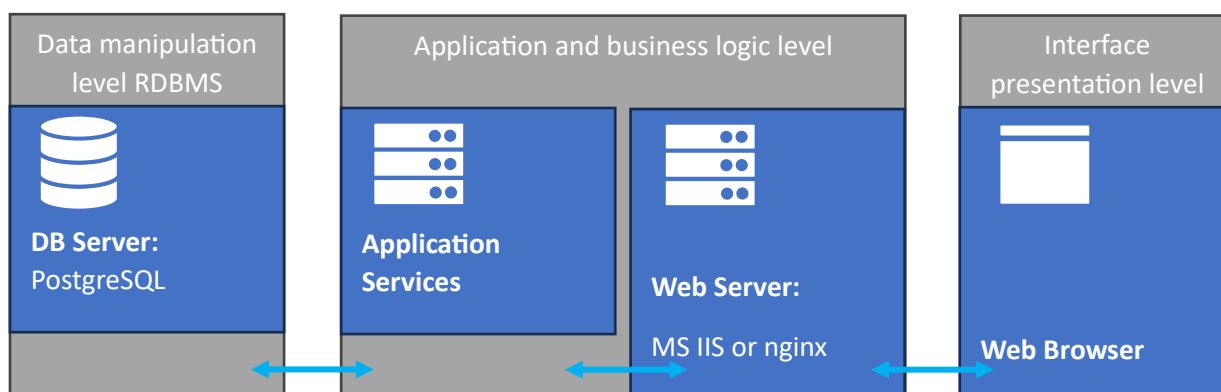 Data manipulation
level RDBMS
DB Server:
PostgreSQL
Application and business logic level
Application
Services
Web Server:
MS IIS or nginx
Interface
presentation level
Web Browser